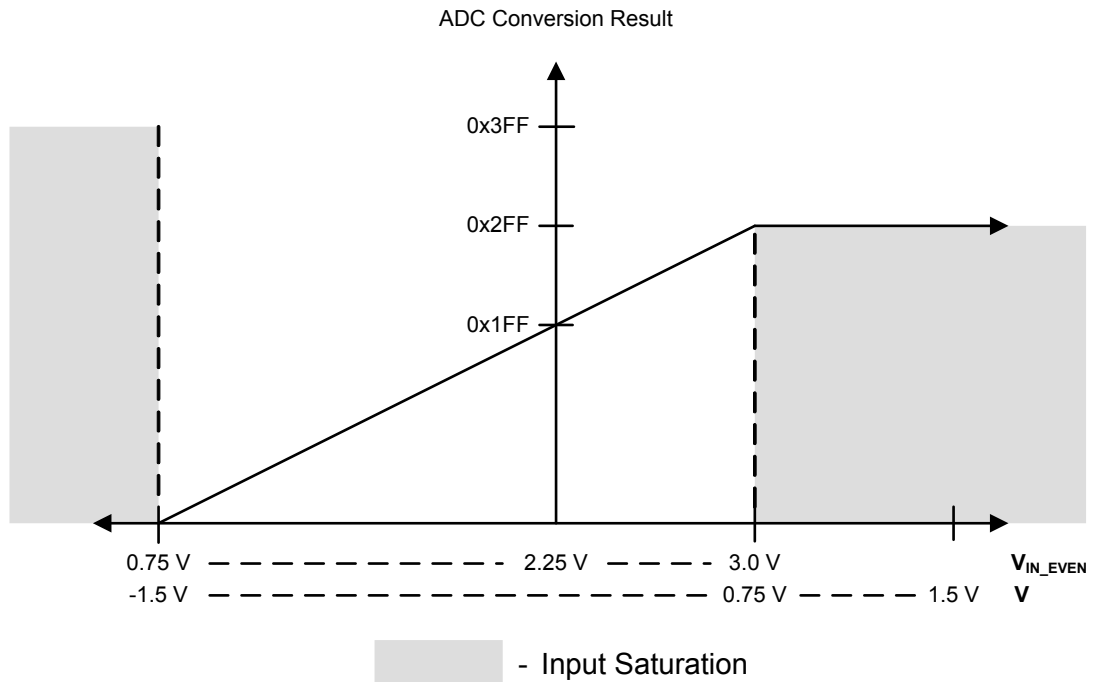 ADC Conversion Result
0x3FF
0x2FF
0x1FF
0.75 V 2.25 V 3.0 V VIN_EVEN
-1.5 V 0.75 V 1.5 V V
- Input Saturation